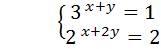 {3^{x+y} = 1
2^{x+2y} = 2